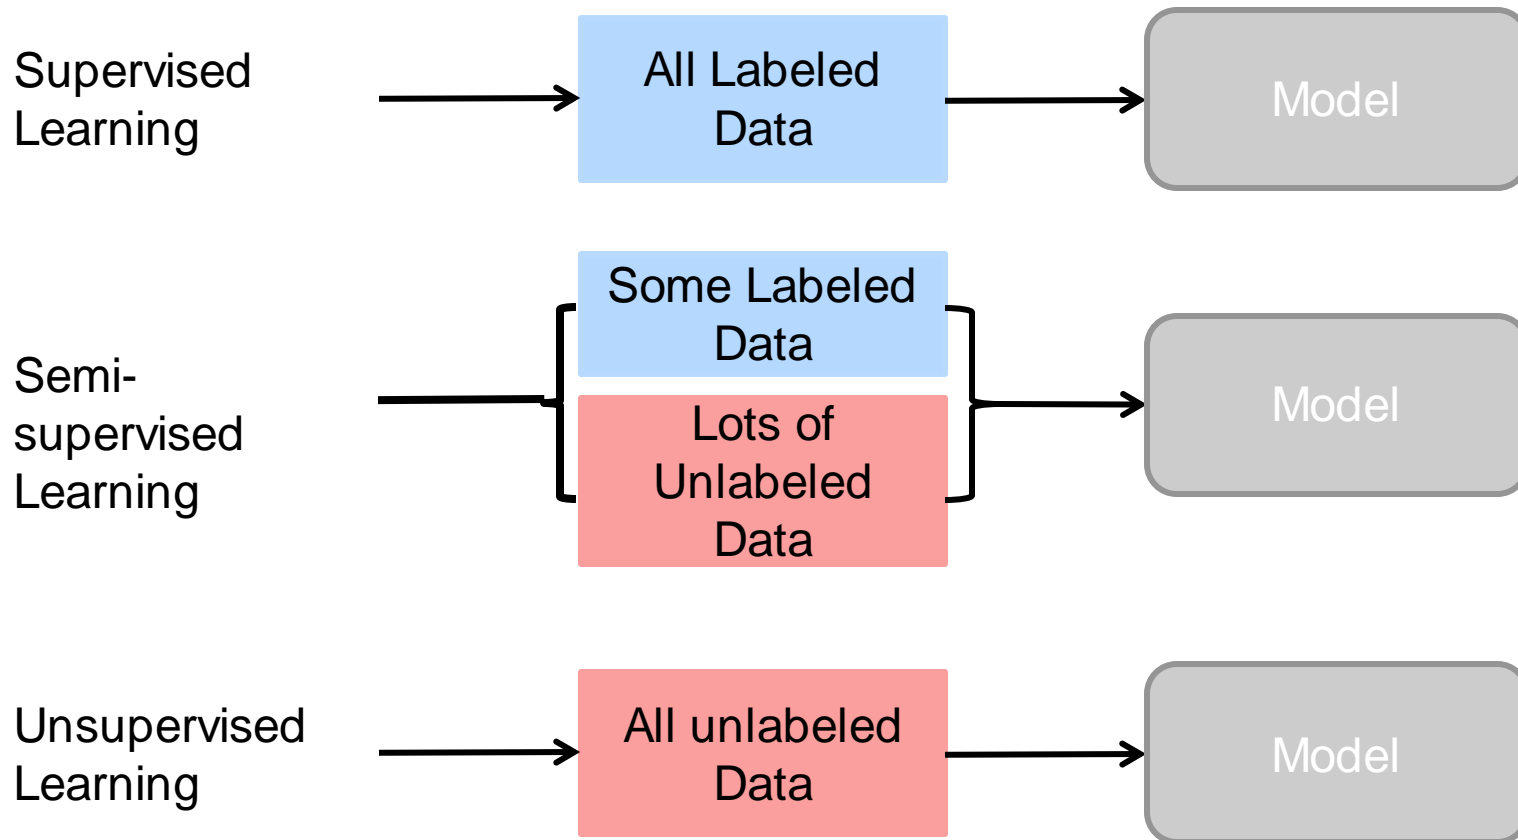 Supervised
Learning
All Labeled
Data
Model
Semi-
supervised
Learning
Some Labeled
Data
Lots of
Unlabeled
Data
Model
Unsupervised
Learning
All unlabeled
Data
Model